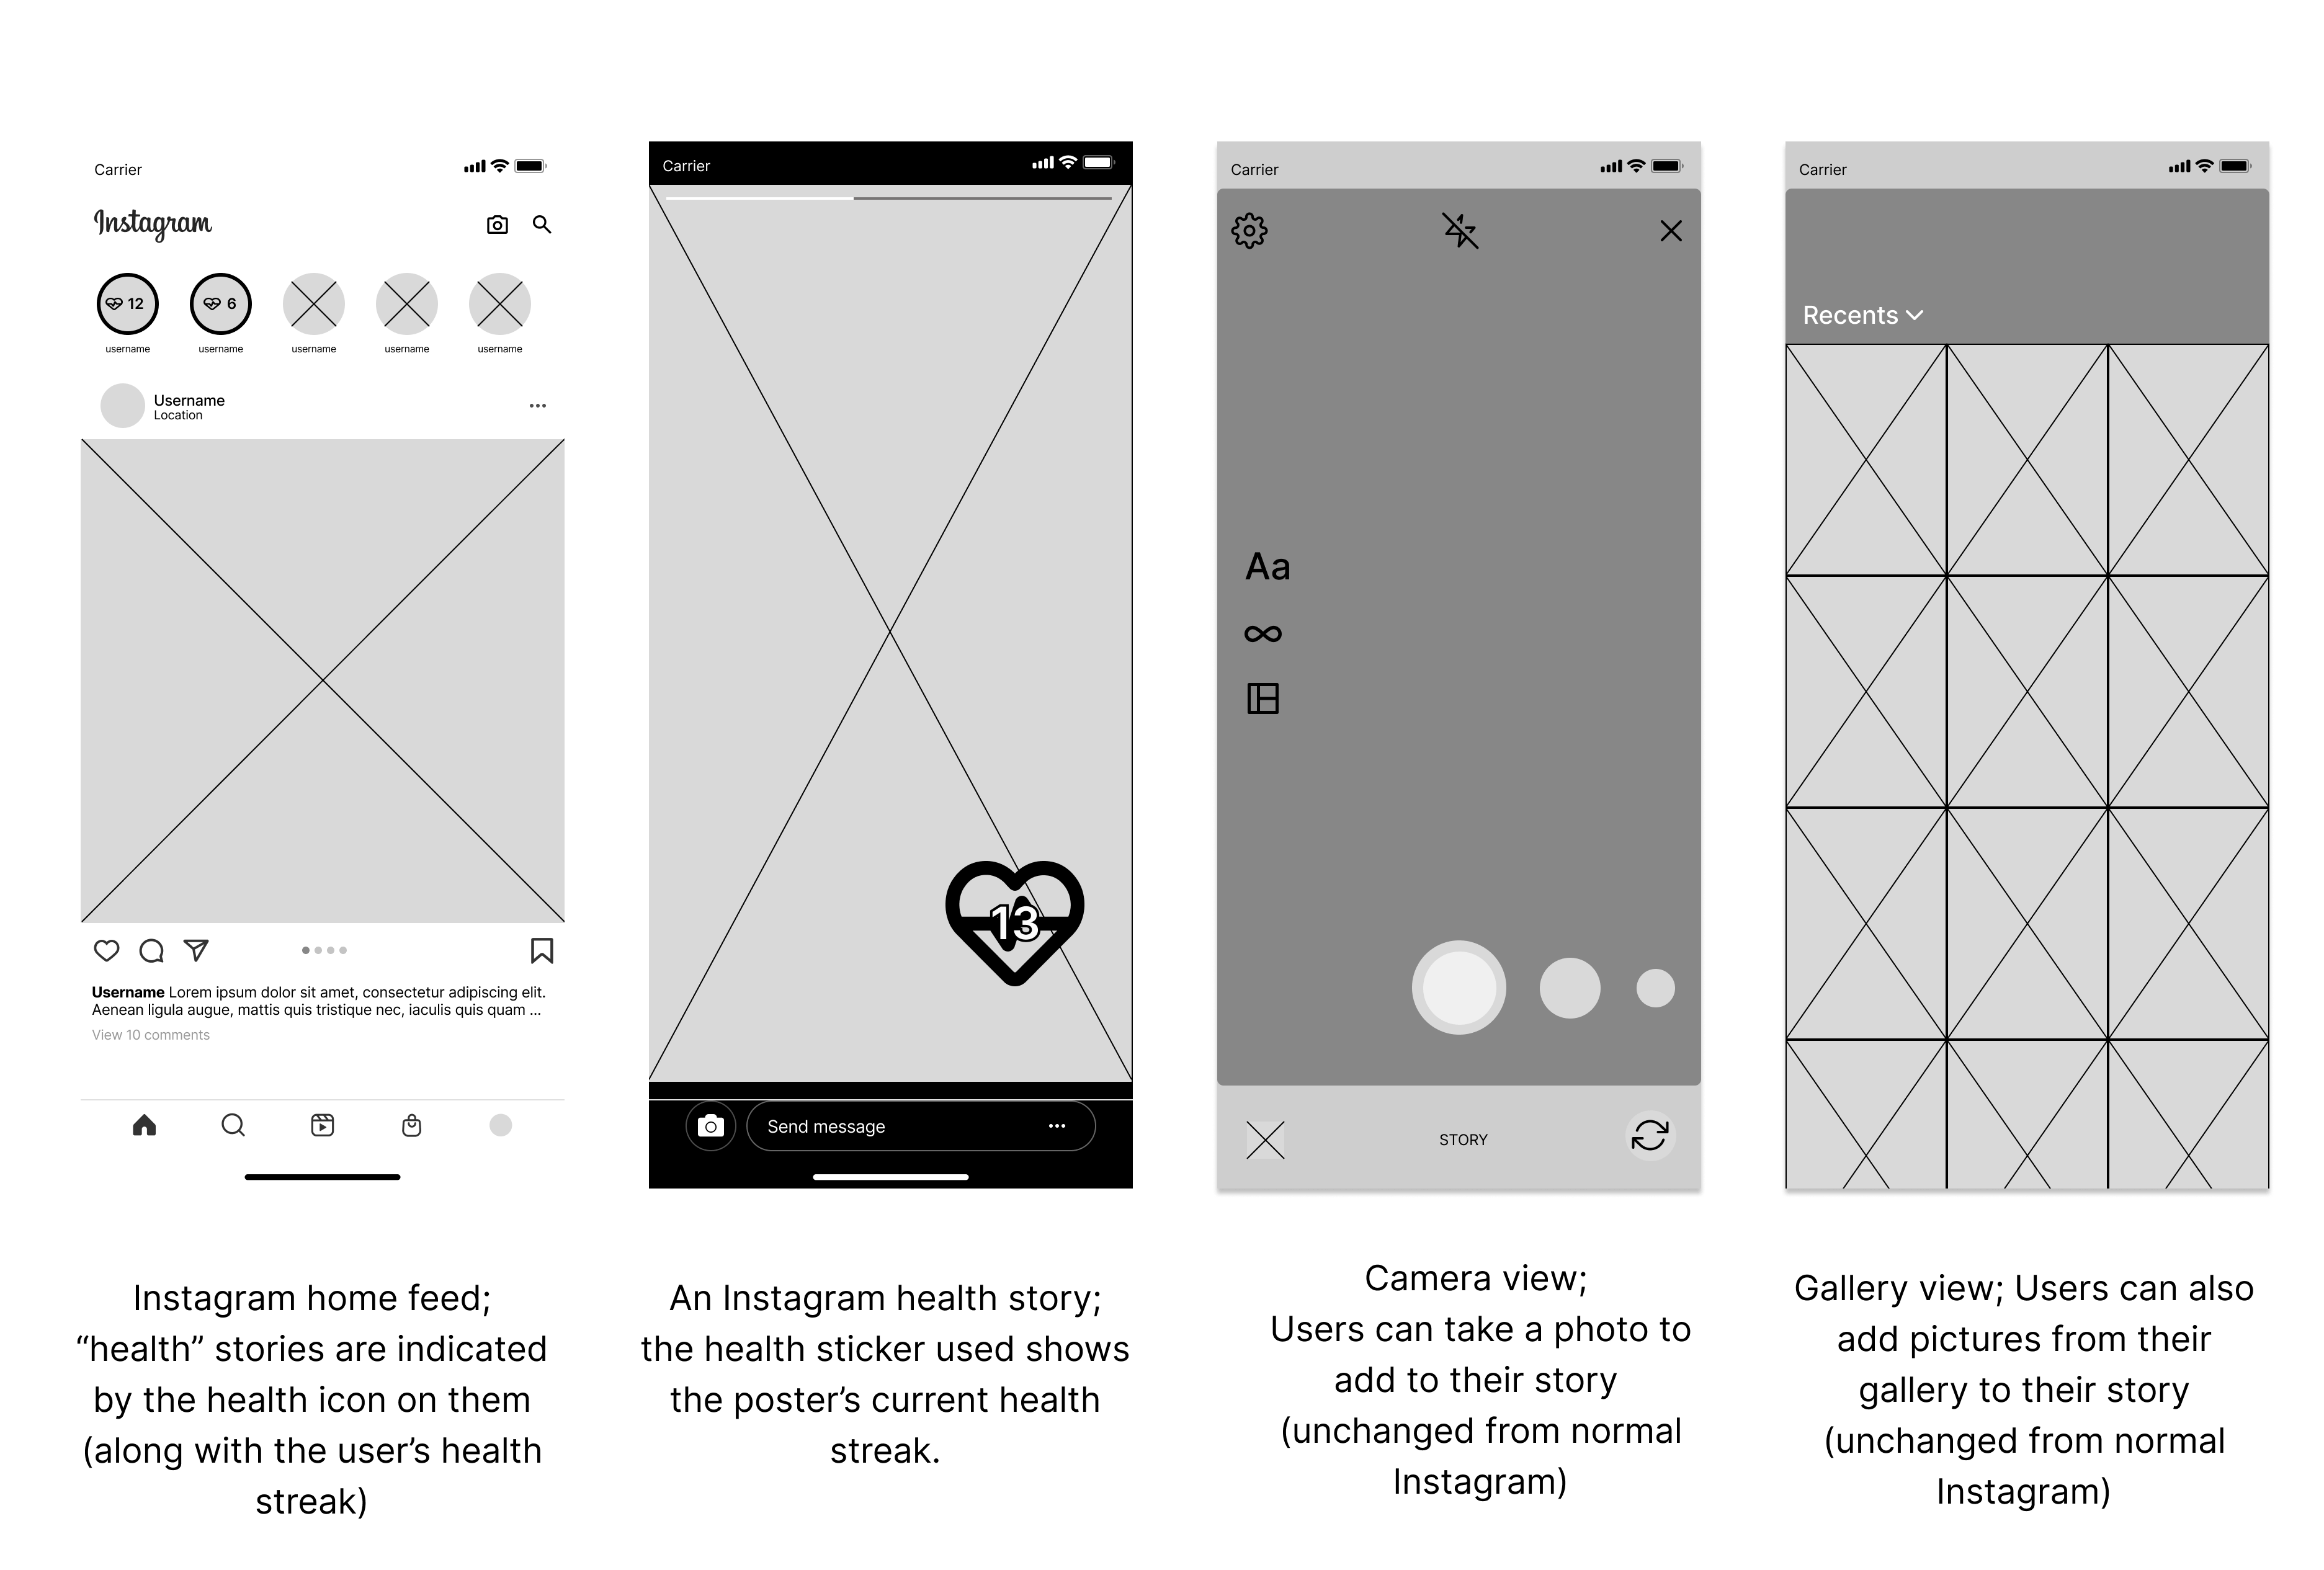 Carrier
Instagram
12
6
username
username
username
username
username
Username
Location
Username Lorem ipsum dolor sit amet, consectetur adipiscing elit.
Aenean ligula augue, mattis quis tristique nec, iaculis quis quam ...
View 10 comments
Instagram home feed;
“health” stories are indicated
by the health icon on them
(along with the user’s health
streak)
Carrier
13
Send message
An Instagram health story;
the health sticker used shows
the poster’s current health
streak.
Carrier
Aa
STORY
Camera view;
Users can take a photo to
add to their story
(unchanged from normal
Instagram)
Carrier
Recents
Gallery view; Users can also
add pictures from their
gallery to their story
(unchanged from normal
Instagram)